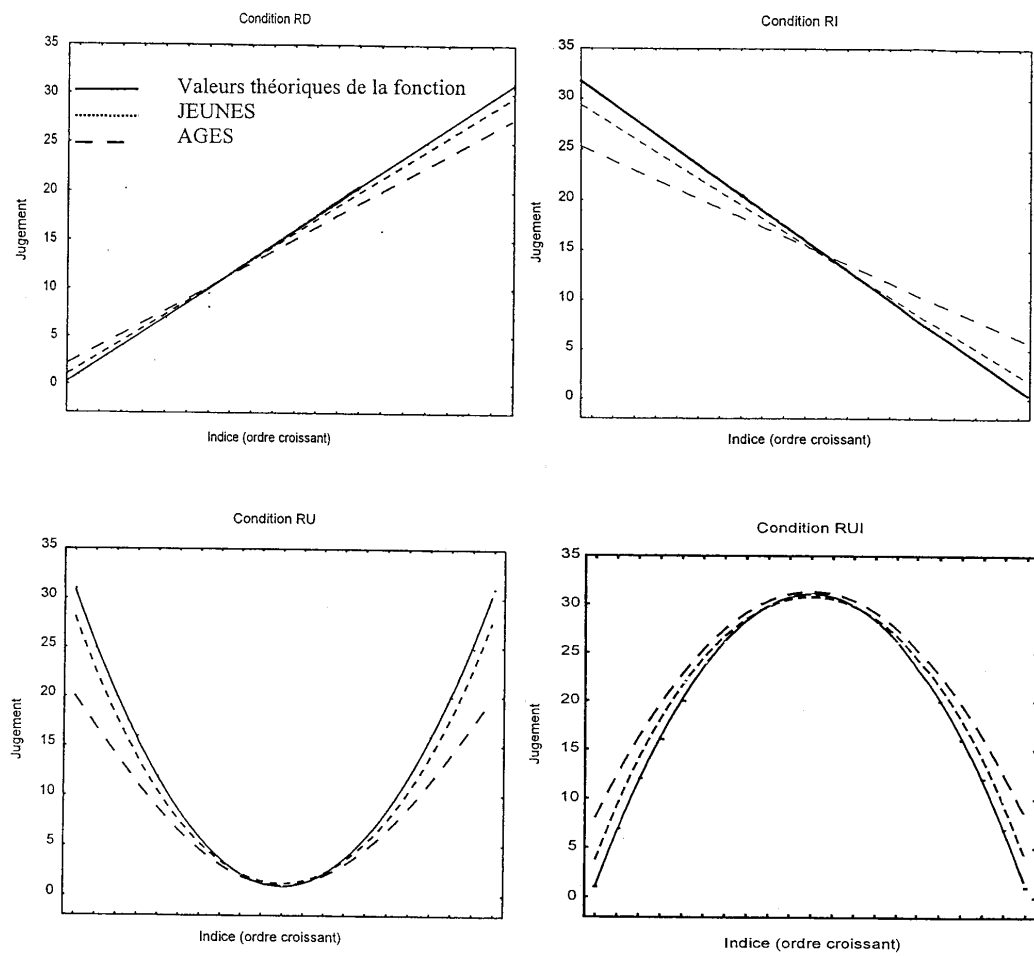 Condition RD
35
30
25
20
15
10
5
0
Jugement
Valeurs théoriques de la fonction
JEUNES
AGES
Indice (ordre croissant)
Condition RI
35
30
25
20
15
10
5
0
Jugement
Indice (ordre croissant)
Condition RU
35
30
25
20
15
10
5
0
Jugement
Indice (ordre croissant)
Condition RUI
35
30
25
20
15
10
5
0
Jugement
Indice (ordre croissant)